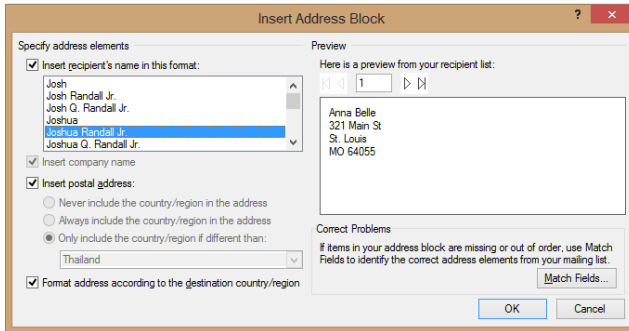 Insert Address Block
Specify address elements
Insert recipient's name in this format:
Josh
Josh Randall Jr.
Josh Q. Randall Jr.
Joshua
Joshua Randall Jr.
Joshua Q. Randall Jr.
Insert company name
Insert postal address:
Never include the country/region in the address
Always include the country/region in the address
Only include the country/region if different than:
Thailand
Format address according to the destination country/region
Preview
Here is a preview from your recipient list:
1
Anna Belle
321 Main St
St. Louis
MO 64055
Correct Problems
If items in your address block are missing or out of order, use Match
Fields to identify the correct address elements from your mailing list.
Match Fields...
OK
Cancel